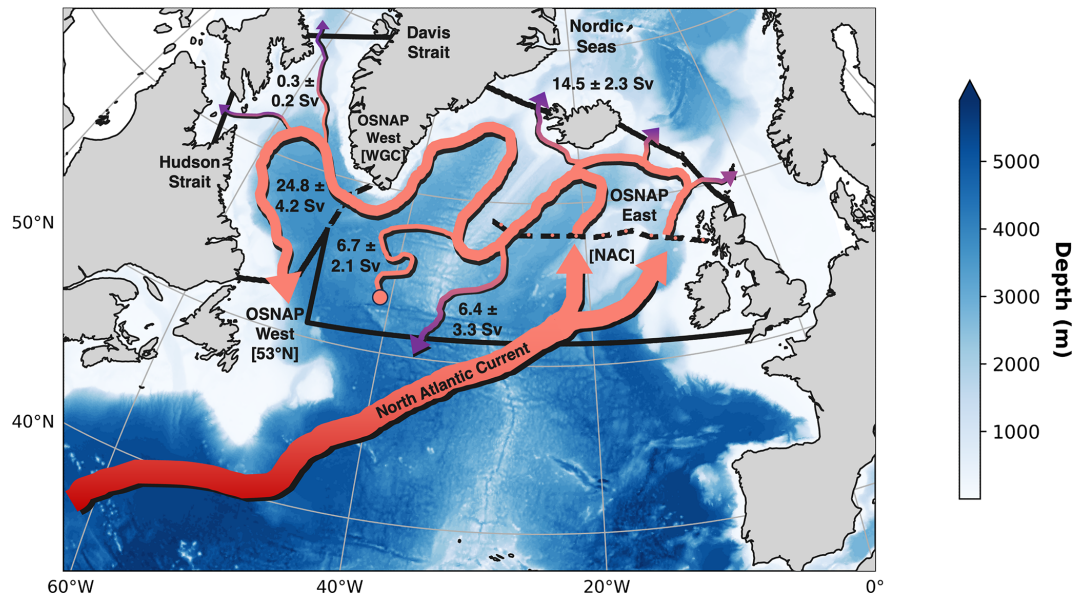 Davis
Strait
Nordic
Seas
0.3 ±
0.2 Sv
14.5 ± 2.3 Sv
OSNAP
West
[WGC]
Hudson
Strait
24.8 ±
4.2 Sv
OSNAP
East
50°N
6.7 ±
2.1 Sv
[NAC]
OSNAP
West
[53°N]
6.4 ±
3.3 Sv
North Atlantic Current
40°N
60°W
40°W
20°W
0°
5000
4000
3000
2000
1000
Depth (m)